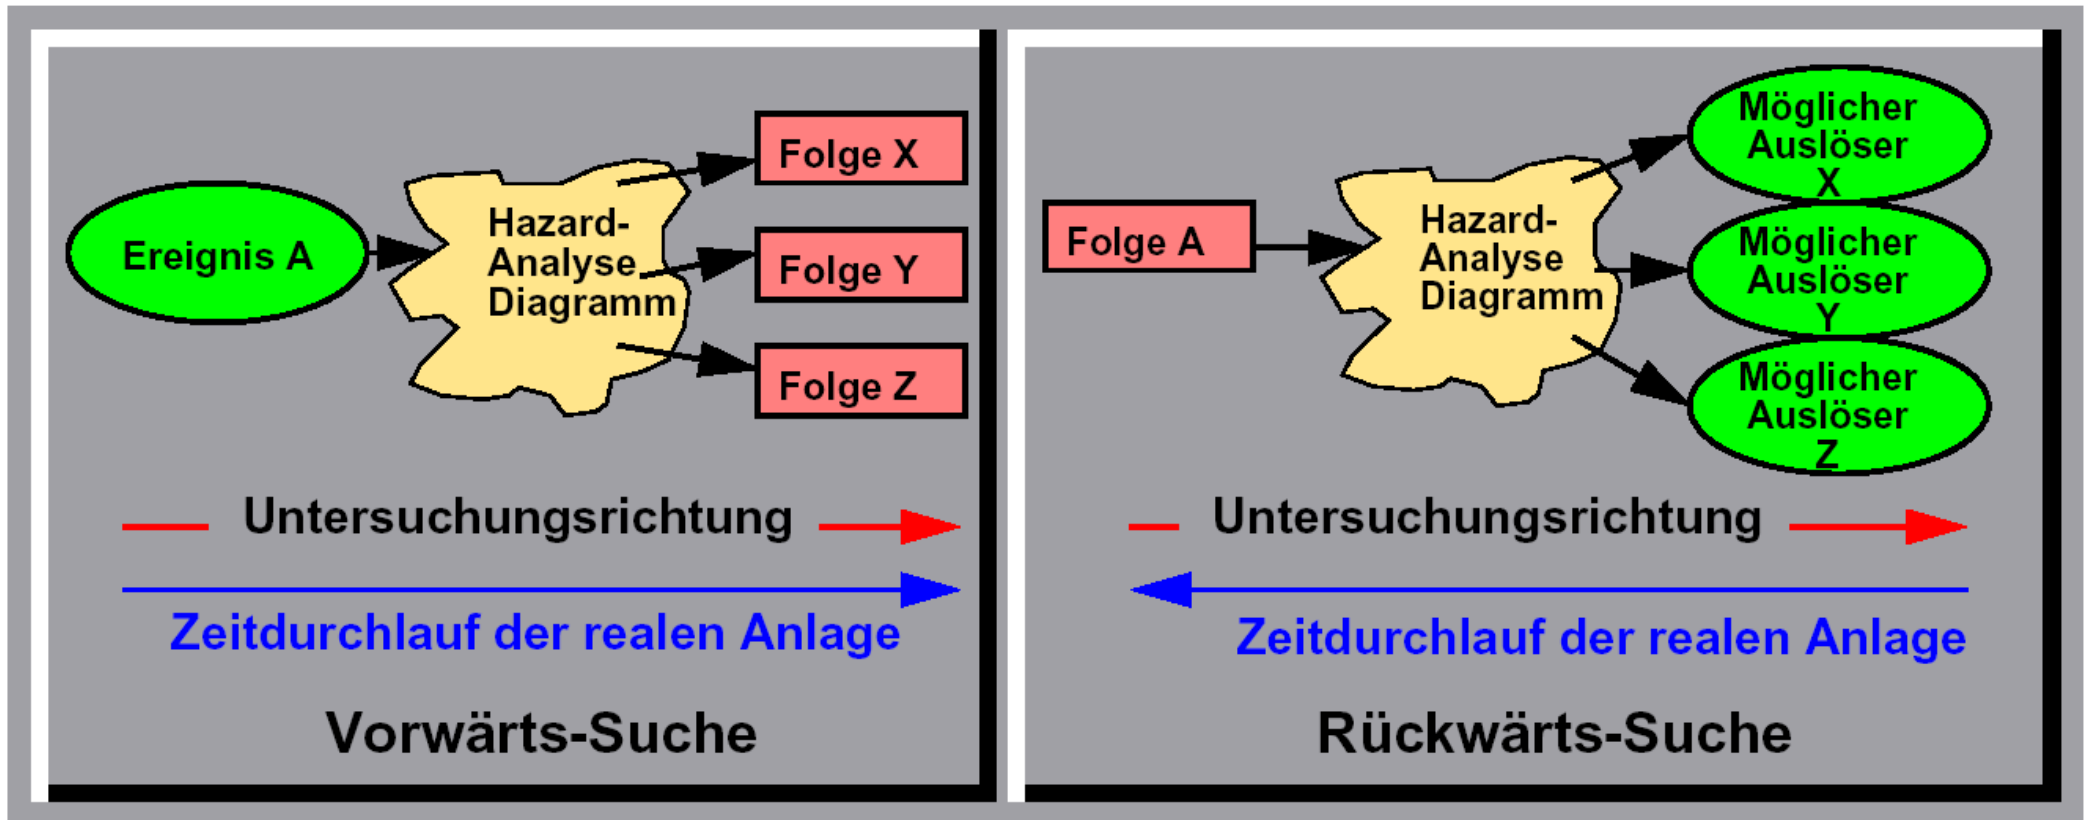 Ereignis A
Hazard-
Analyse
Diagramm
Folge X
Folge Y
Folge Z
Untersuchungsrichtung
Zeitdurchlauf der realen Anlage
Vorwärts-Suche
Folge A
Hazard-
Analyse
Diagramm
Möglicher
Auslöser
X
Möglicher
Auslöser
Y
Möglicher
Auslöser
Z
Untersuchungsrichtung
Zeitdurchlauf der realen Anlage
Rückwärts-Suche